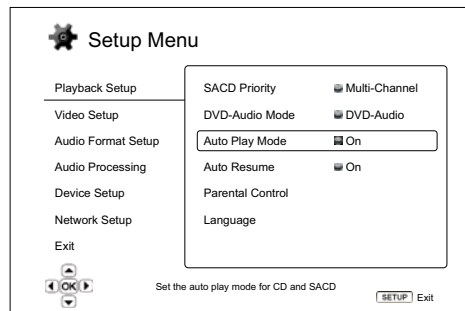 Setup Menu
Playback Setup
Video Setup
Audio Format Setup
Audio Processing
Device Setup
Network Setup
Exit
SACD Priority Multi-Channel
DVD-Audio Mode DVD-Audio
Auto Play Mode On
Auto Resume On
Parental Control
Language
OK
Set the auto play mode for CD and SACD
SETUP Exit